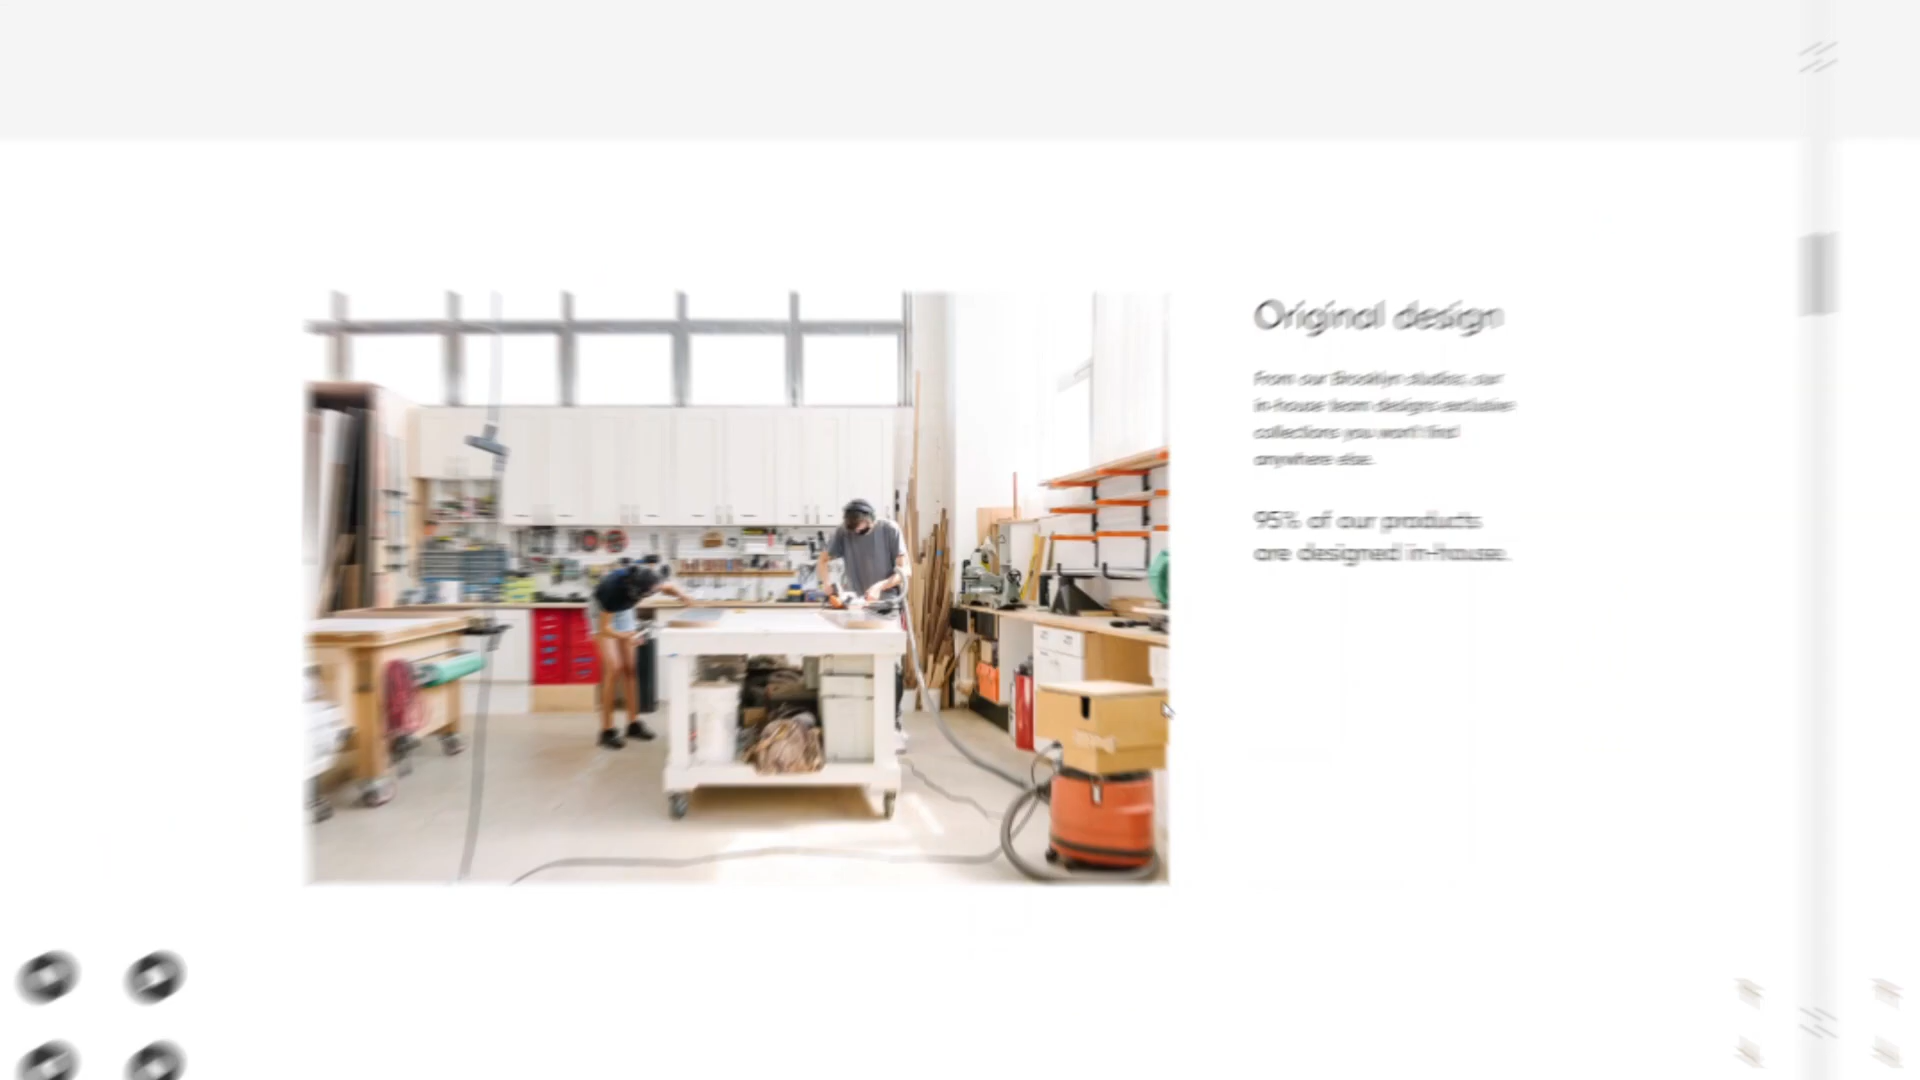 Original design
From our Brooklyn studios, our
in-house team designs exclusive
collections you won't find
anywhere else.
95% of our products
are designed in-house.